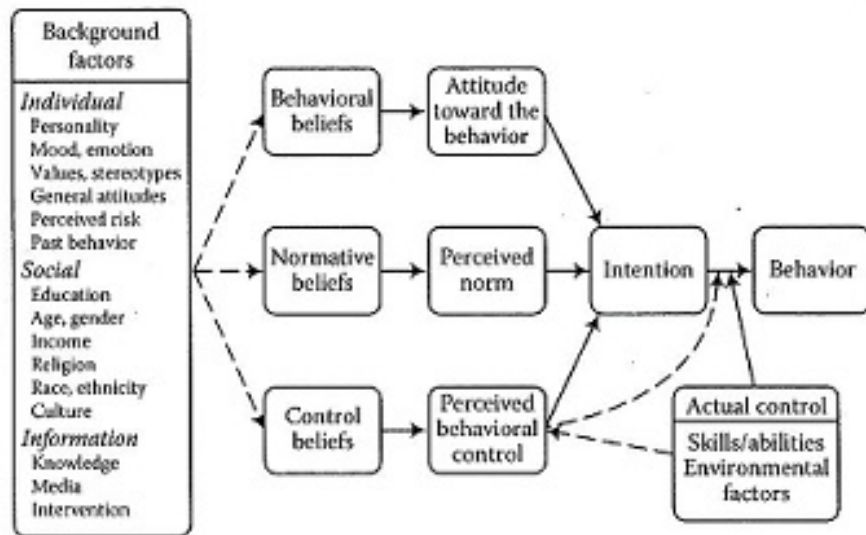 Background
factors
Individual
Personality
Mood, emotion
Values, stereotypes
General attitudes
Perceived risk
Past behavior
Social
Education
Age, gender
Income
Religion
Race, ethnicity
Culture
Information
Knowledge
Media
Intervention
Behavioral
beliefs
Attitude
toward the
behavior
Normative
beliefs
Perceived
norm
Intention
Behavior
Control
beliefs
Perceived
behavioral
control
Actual control
Skills/abilities
Environmental
factors